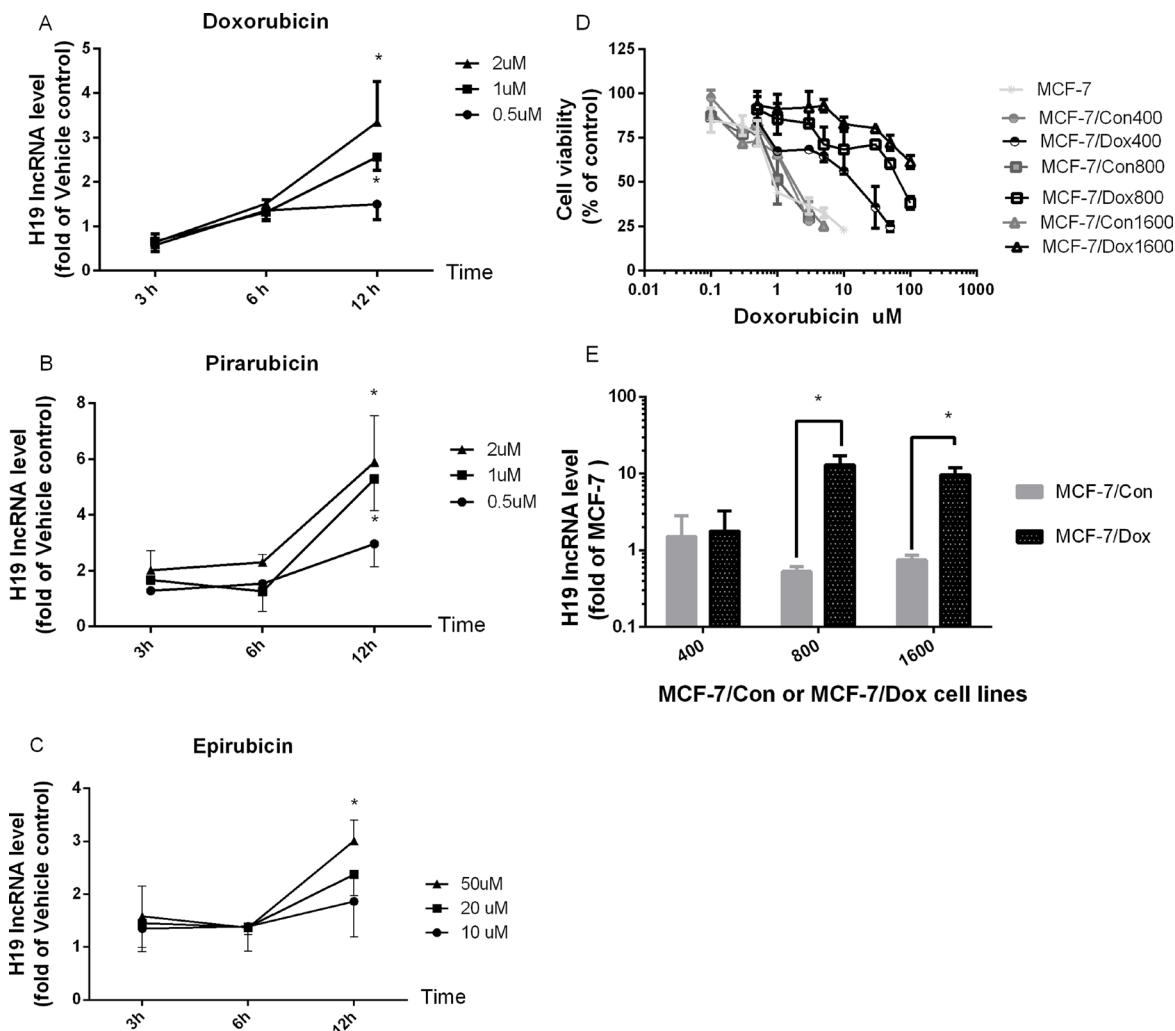 A
Doxorubicin
H19 lncRNA level
(fold of Vehicle control)
5
4
3
2
1
0
*
*
3 h
6 h
12 h
Time
2uM
1uM
0.5uM
B
Pirarubicin
H19 lncRNA level
(fold of Vehicle control)
8
6
4
2
0
*
*
3h
6h
12h
Time
2uM
1uM
0.5uM
C
Epirubicin
H19 lncRNA level
(fold of Vehicle control)
4
3
2
1
0
*
3h
6h
12h
Time
50uM
20 uM
10 uM
D
Cell viability
(% of control)
125
100
75
50
25
0
0.01
0.1
1
10
100
1000
Doxorubicin uM
MCF-7
MCF-7/Con400
MCF-7/Dox400
MCF-7/Con800
MCF-7/Dox800
MCF-7/Con1600
MCF-7/Dox1600
E
H19 lncRNA level
(fold of MCF-7 )
100
10
1
0.1
*
*
400
800
1600
MCF-7/Con or MCF-7/Dox cell lines
MCF-7/Con
MCF-7/Dox